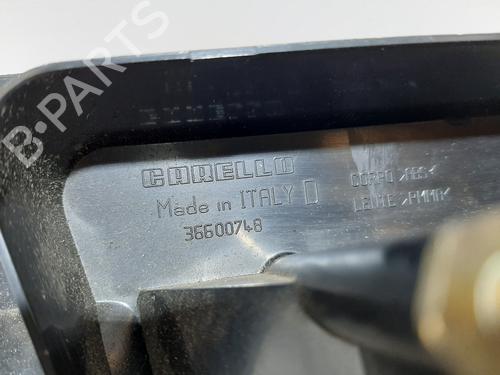 B-PARTS
CARELLO
Made in ITALY D
36600748
CORPO >ABS<
LENTE >PMMA<